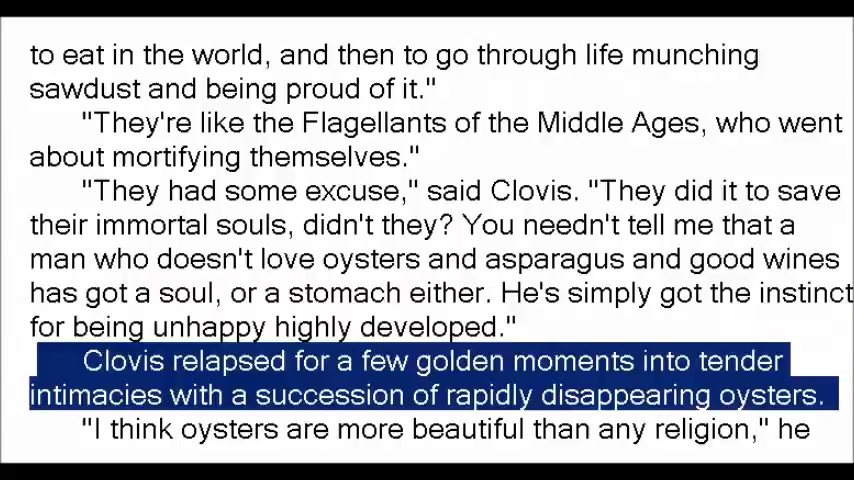 to eat in the world, and then to go through life munching
sawdust and being proud of it."
"They're like the Flagellants of the Middle Ages, who went
about mortifying themselves."
"They had some excuse," said Clovis. "They did it to save
their immortal souls, didn't they? You needn't tell me that a
man who doesn't love oysters and asparagus and good wines
has got a soul, or a stomach either. He's simply got the instinct
for being unhappy highly developed."
Clovis relapsed for a few golden moments into tender
intimacies with a succession of rapidly disappearing oysters.
"I think oysters are more beautiful than any religion," he